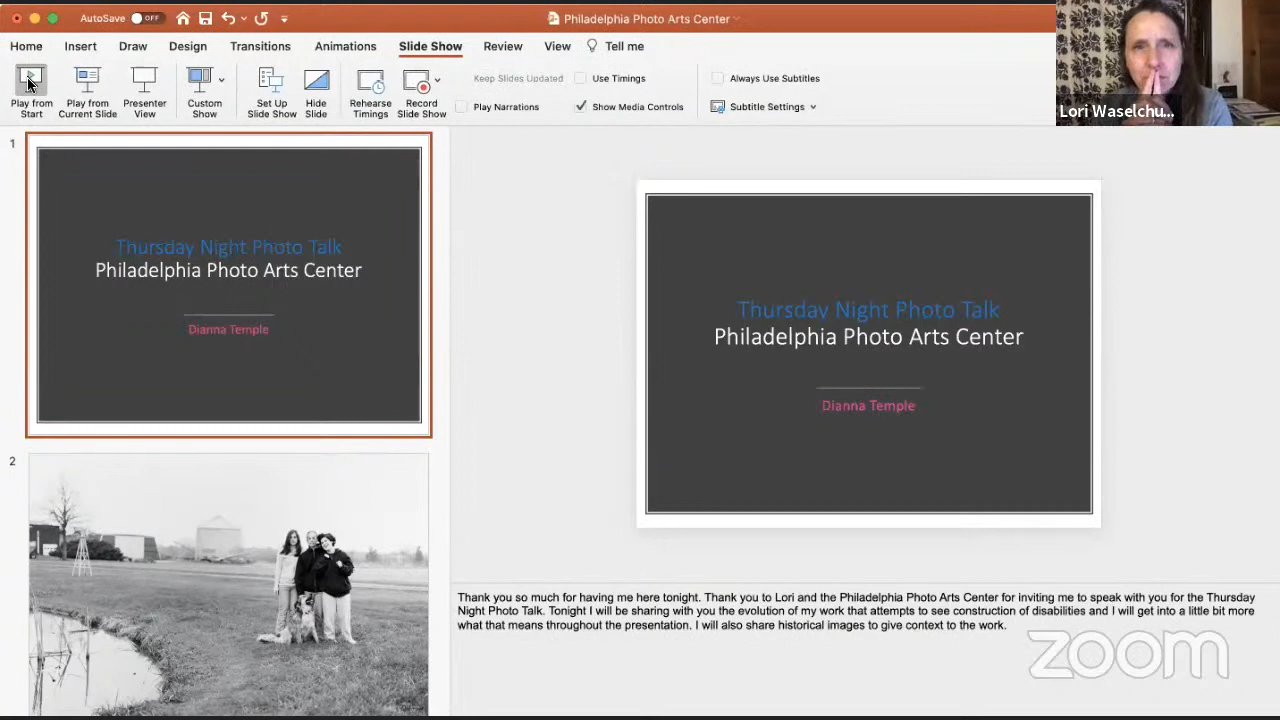 AutoSave OFF
Philadelphia Photo Arts Center
Home Insert Draw Design Transitions Animations Slide Show Review View Tell me
Play from Start
Play from Current Slide
Presenter View
Custom Show
Set Up Slide Show
Hide Slide
Rehearse Timings
Record Slide Show
Keep Slides Updated
Use Timings
Play Narrations
Show Media Controls
Always Use Subtitles
Subtitle Settings
Lori Waselchu...
1
Thursday Night Photo Talk
Philadelphia Photo Arts Center
Dianna Temple
2
Thursday Night Photo Talk
Philadelphia Photo Arts Center
Dianna Temple
Thank you so much for having me here tonight. Thank you to Lori and the Philadelphia Photo Arts Center for inviting me to speak with you for the Thursday
Night Photo Talk. Tonight I will be sharing with you the evolution of my work that attempts to see construction of disabilities and I will get into a little bit more
what that means throughout the presentation. I will also share historical images to give context to the work.
zoom